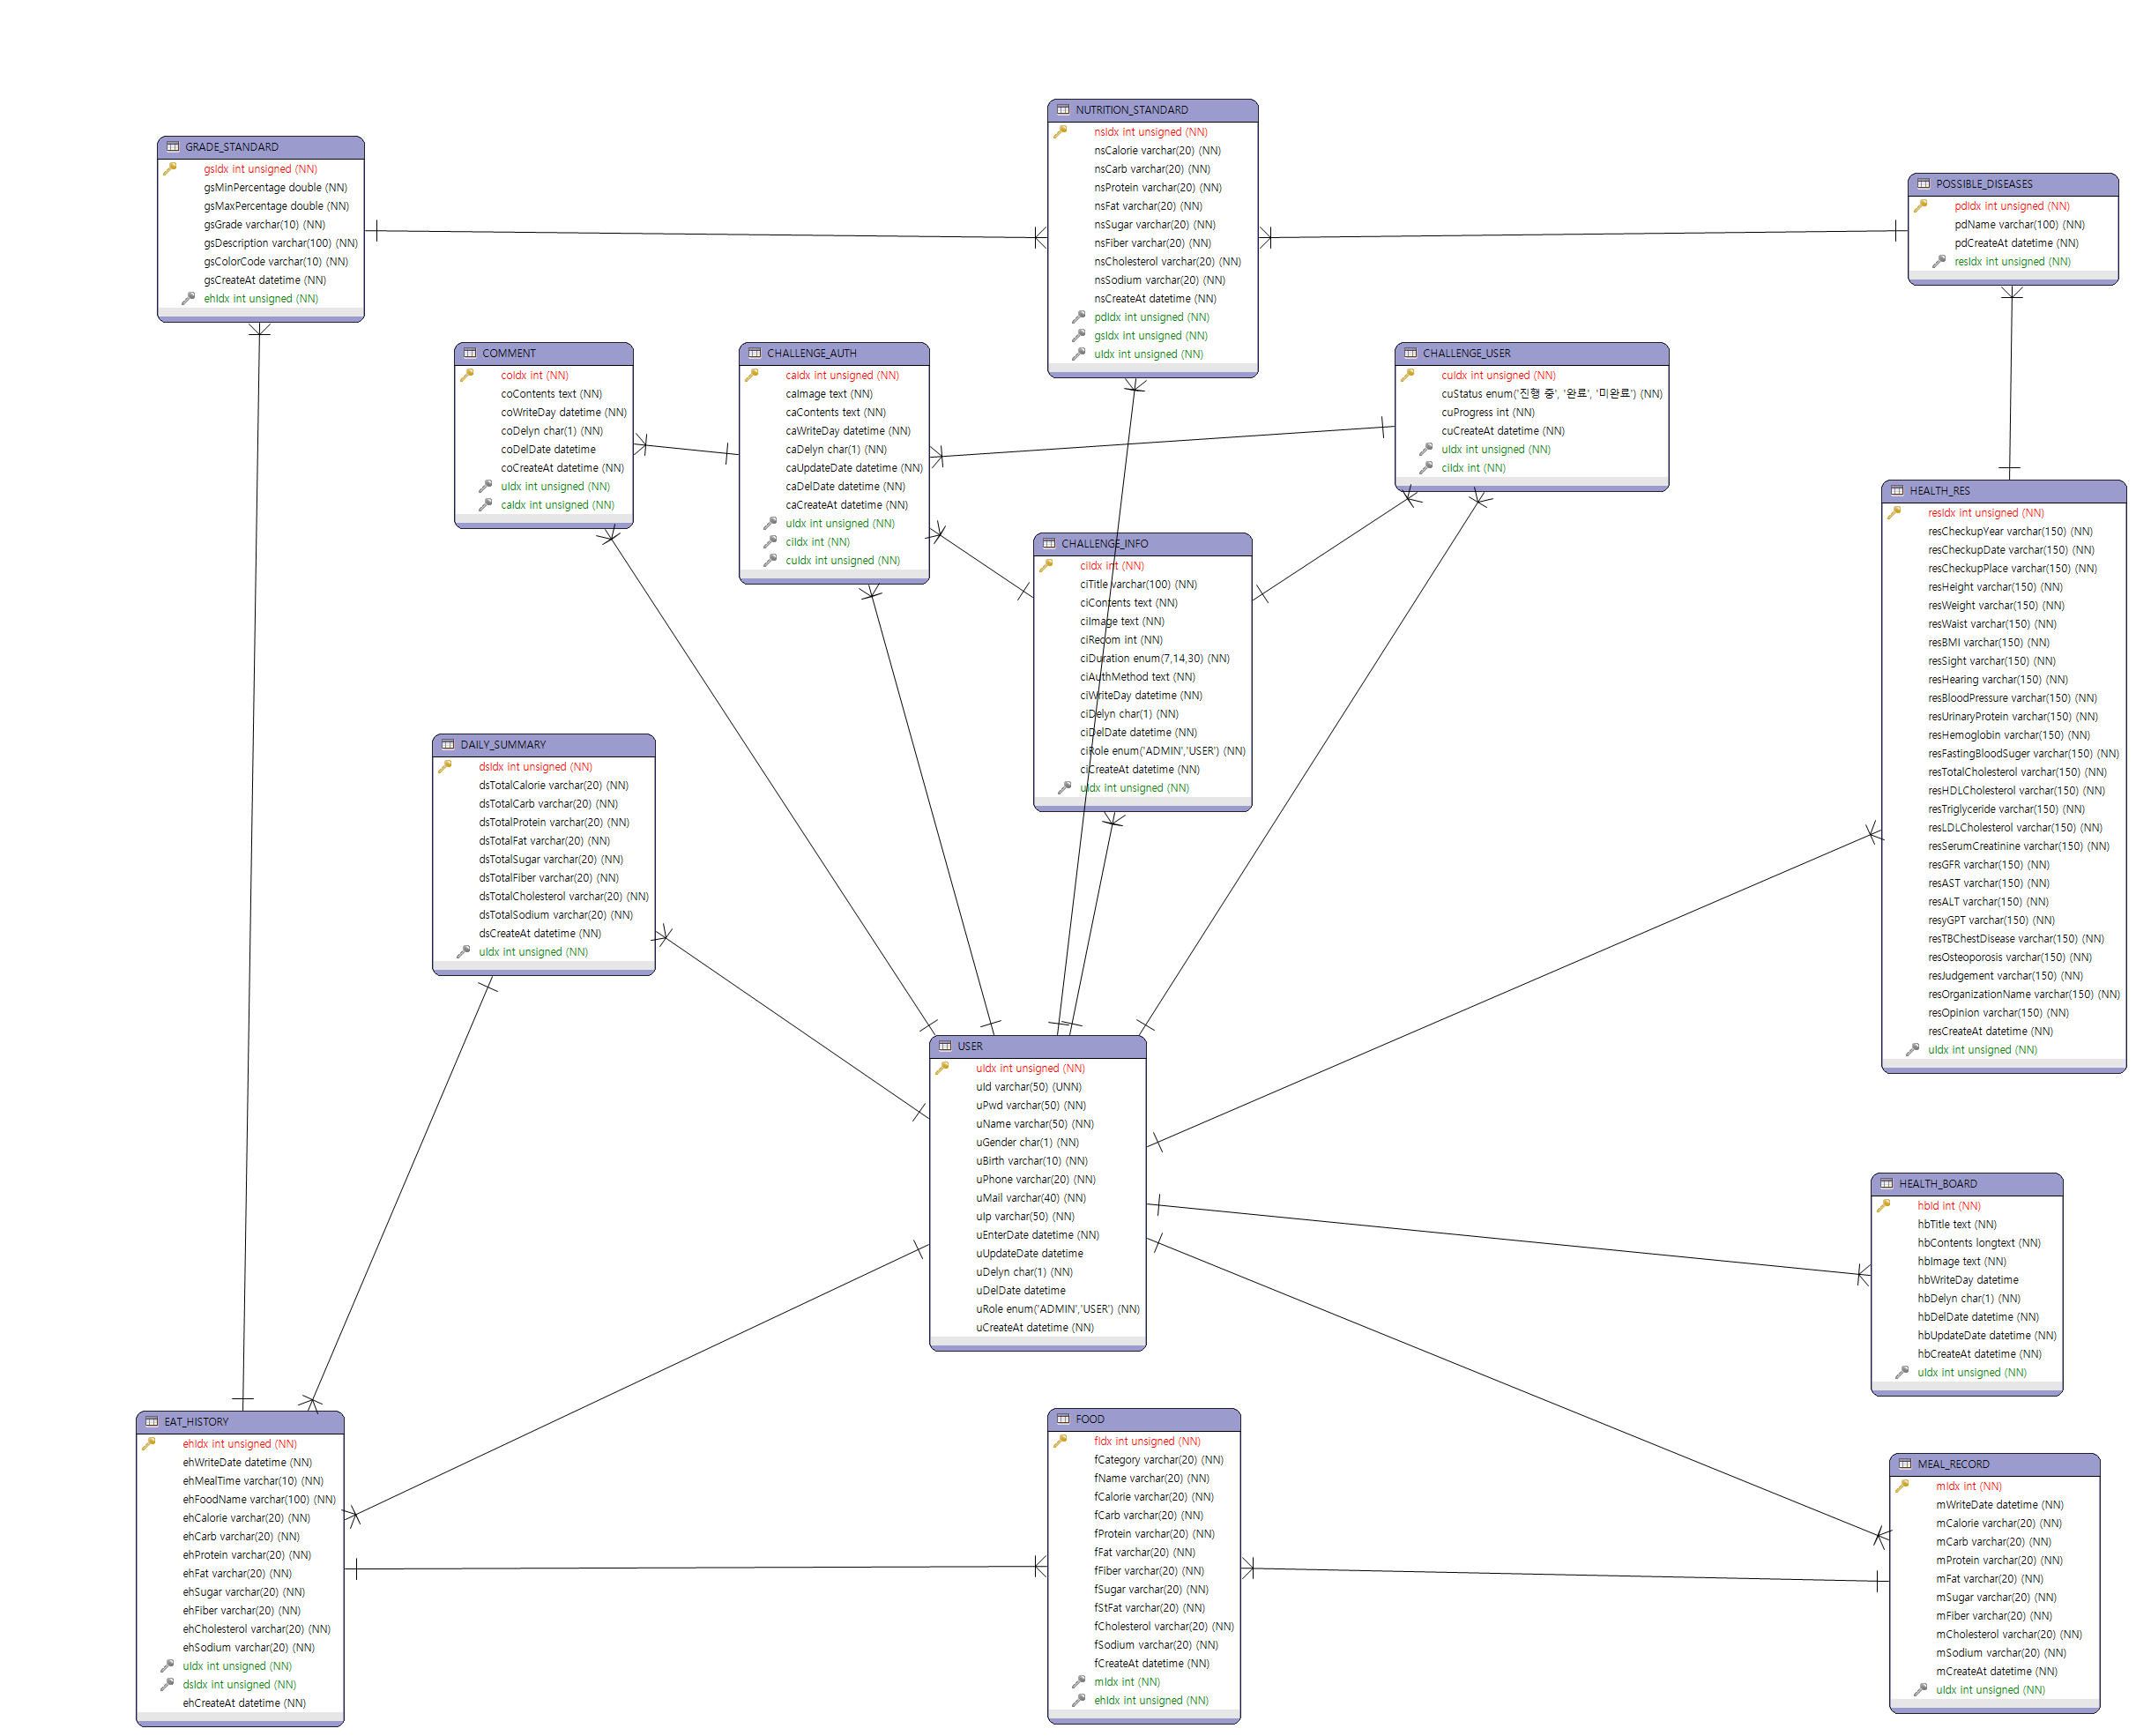 NUTRITION_STANDARD
nsIdx int unsigned (NN)
nsCalorie varchar(20) (NN)
nsCarb varchar(20) (NN)
nsProtein varchar(20) (NN)
nsFat varchar(20) (NN)
nsSugar varchar(20) (NN)
nsFiber varchar(20) (NN)
nsCholesterol varchar(20) (NN)
nsSodium varchar(20) (NN)
nsCreateAt datetime (NN)
pdIdx int unsigned (NN)
gsIdx int unsigned (NN)
uIdx int unsigned (NN)
GRADE_STANDARD
gsIdx int unsigned (NN)
gsMinPercentage double (NN)
gsMaxPercentage double (NN)
gsGrade varchar(10) (NN)
gsDescription varchar(100) (NN)
gsColorCode varchar(10) (NN)
gsCreateAt datetime (NN)
ehIdx int unsigned (NN)
POSSIBLE_DISEASES
pdIdx int unsigned (NN)
pdName varchar(100) (NN)
pdCreateAt datetime (NN)
resIdx int unsigned (NN)
COMMENT
coIdx int (NN)
coContents text (NN)
coWriteDay datetime (NN)
coDelyn char(1) (NN)
coDelDate datetime
coCreateAt datetime (NN)
uIdx int unsigned (NN)
caIdx int unsigned (NN)
CHALLENGE_AUTH
caIdx int unsigned (NN)
caImage text (NN)
caContents text (NN)
caWriteDay datetime (NN)
caDelyn char(1) (NN)
caUpdateDate datetime (NN)
caDelDate datetime (NN)
caCreateAt datetime (NN)
uIdx int unsigned (NN)
ciIdx int (NN)
cuIdx int unsigned (NN)
CHALLENGE_USER
cuIdx int unsigned (NN)
cuStatus enum('진행 중', '완료', '미완료') (NN)
cuProgress int (NN)
cuCreateAt datetime (NN)
uIdx int unsigned (NN)
ciIdx int (NN)
CHALLENGE_INFO
ciIdx int (NN)
ciTitle varchar(100) (NN)
ciContents text (NN)
ciImage text (NN)
ciRecom int (NN)
ciDuration enum(7,14,30) (NN)
ciAuthMethod text (NN)
ciWriteDay datetime (NN)
ciDelyn char(1) (NN)
ciDelDate datetime (NN)
ciRole enum('ADMIN','USER') (NN)
ciCreateAt datetime (NN)
uIdx int unsigned (NN)
HEALTH_RES
resIdx int unsigned (NN)
resCheckupYear varchar(150) (NN)
resCheckupDate varchar(150) (NN)
resCheckupPlace varchar(150) (NN)
resHeight varchar(150) (NN)
resWeight varchar(150) (NN)
resWaist varchar(150) (NN)
resBMI varchar(150) (NN)
resSight varchar(150) (NN)
resHearing varchar(150) (NN)
resBloodPressure varchar(150) (NN)
resUrinaryProtein varchar(150) (NN)
resHemoglobin varchar(150) (NN)
resFastingBloodSuger varchar(150) (NN)
resTotalCholesterol varchar(150) (NN)
resHDLCholesterol varchar(150) (NN)
resTriglyceride varchar(150) (NN)
resLDLCholesterol varchar(150) (NN)
resSerumCreatinine varchar(150) (NN)
resGFR varchar(150) (NN)
resAST varchar(150) (NN)
resALT varchar(150) (NN)
resyGPT varchar(150) (NN)
resTBChestDisease varchar(150) (NN)
resOsteoporosis varchar(150) (NN)
resJudgement varchar(150) (NN)
resOrganizationName varchar(150) (NN)
resOpinion varchar(150) (NN)
resCreateAt datetime (NN)
uIdx int unsigned (NN)
DAILY_SUMMARY
dsIdx int unsigned (NN)
dsTotalCalorie varchar(20) (NN)
dsTotalCarb varchar(20) (NN)
dsTotalProtein varchar(20) (NN)
dsTotalFat varchar(20) (NN)
dsTotalSugar varchar(20) (NN)
dsTotalFiber varchar(20) (NN)
dsTotalCholesterol varchar(20) (NN)
dsTotalSodium varchar(20) (NN)
dsCreateAt datetime (NN)
uIdx int unsigned (NN)
USER
uIdx int unsigned (NN)
uId varchar(50) (UNN)
uPwd varchar(50) (NN)
uName varchar(50) (NN)
uGender char(1) (NN)
uBirth varchar(10) (NN)
uPhone varchar(20) (NN)
uMail varchar(40) (NN)
uIp varchar(50) (NN)
uEnterDate datetime (NN)
uUpdateDate datetime
uDelyn char(1) (NN)
uDelDate datetime
uRole enum('ADMIN','USER') (NN)
uCreateAt datetime (NN)
HEALTH_BOARD
hbId int (NN)
hbTitle text (NN)
hbContents longtext (NN)
hbImage text (NN)
hbWriteDay datetime
hbDelyn char(1) (NN)
hbDelDate datetime (NN)
hbUpdateDate datetime (NN)
hbCreateAt datetime (NN)
uIdx int unsigned (NN)
EAT_HISTORY
ehIdx int unsigned (NN)
ehWriteDate datetime (NN)
ehMealTime varchar(10) (NN)
ehFoodName varchar(100) (NN)
ehCalorie varchar(20) (NN)
ehCarb varchar(20) (NN)
ehProtein varchar(20) (NN)
ehFat varchar(20) (NN)
ehSugar varchar(20) (NN)
ehFiber varchar(20) (NN)
ehCholesterol varchar(20) (NN)
ehSodium varchar(20) (NN)
uIdx int unsigned (NN)
dsIdx int unsigned (NN)
ehCreateAt datetime (NN)
FOOD
fIdx int unsigned (NN)
fCategory varchar(20) (NN)
fName varchar(20) (NN)
fCalorie varchar(20) (NN)
fCarb varchar(20) (NN)
fProtein varchar(20) (NN)
fFat varchar(20) (NN)
fFiber varchar(20) (NN)
fSugar varchar(20) (NN)
fStFat varchar(20) (NN)
fCholesterol varchar(20) (NN)
fSodium varchar(20) (NN)
fCreateAt datetime (NN)
mIdx int (NN)
ehIdx int unsigned (NN)
MEAL_RECORD
mIdx int (NN)
mWriteDate datetime (NN)
mCalorie varchar(20) (NN)
mCarb varchar(20) (NN)
mProtein varchar(20) (NN)
mFat varchar(20) (NN)
mSugar varchar(20) (NN)
mFiber varchar(20) (NN)
mCholesterol varchar(20) (NN)
mSodium varchar(20) (NN)
mCreateAt datetime (NN)
uIdx int unsigned (NN)